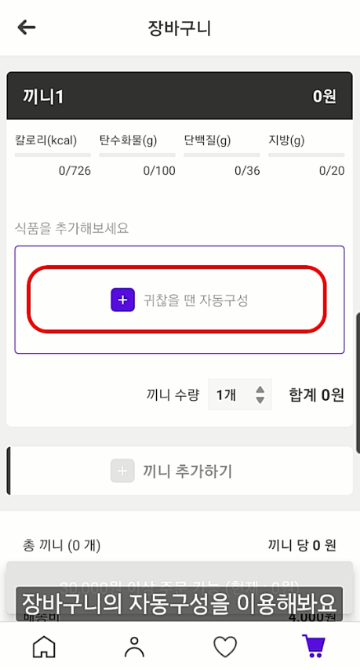 장바구니
끼니1 0원
칼로리(kcal) 탄수화물(g) 단백질(g) 지방(g)
0/726 0/100 0/36 0/20
식품을 추가해보세요
귀찮을 땐 자동구성
끼니 수량 1개 합계 0원
끼니 추가하기
총 끼니 (0 개) 끼니 당 0 원
장바구니의 자동구성을 이용해봐요
배송비 4,000원